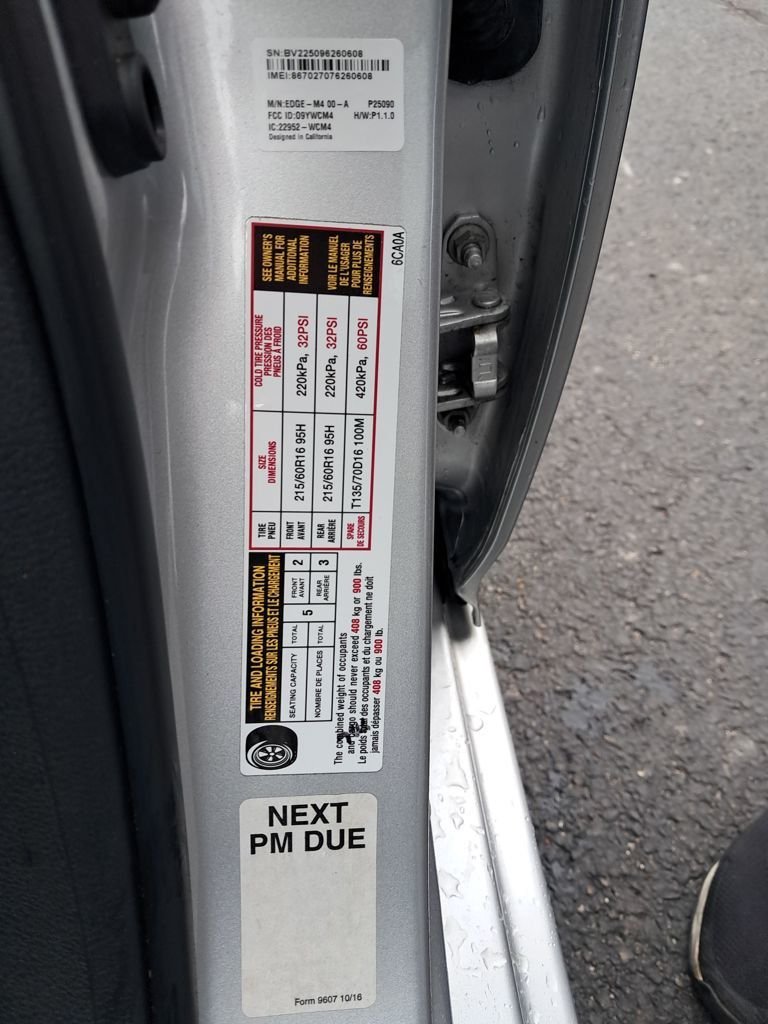 SN:BV225096260608
IMEI:867027076260608
M/N:EDGE-M4 00-A P25090
FCC ID:D9YWCM4 H/W:P1.1.0
IC:22952-WCM4
Designed in California
TIRE AND LOADING INFORMATION
RENSEIGNEMENTS SUR LES PNEUS ET LE CHARGEMENT
SEATING CAPACITY TOTAL 5 FRONT AVANT 2
NOMBRE DE PLACES TOTAL REAR ARRIÈRE 3
The combined weight of occupants
and cargo should never exceed 408 kg or 900 lbs.
Le poids des occupants et du chargement ne doit
jamais dépasser 408 kg ou 900 lb.
TIRE PNEU SIZE DIMENSIONS COLD TIRE PRESSURE PRESSION DES PNEUS À FROID
FRONT AVANT 215/60R16 95H 220kPa, 32PSI
REAR ARRIÈRE 215/60R16 95H 220kPa, 32PSI
SPARE DE SECOURS T135/70D16 100M 420kPa, 60PSI
SEE OWNER'S
MANUAL FOR
ADDITIONAL
INFORMATION
VOIR LE MANUEL
DE L'USAGER
POUR PLUS DE
RENSEIGNEMENTS
6CA0A
NEXT
PM DUE
Form 9607 10/16